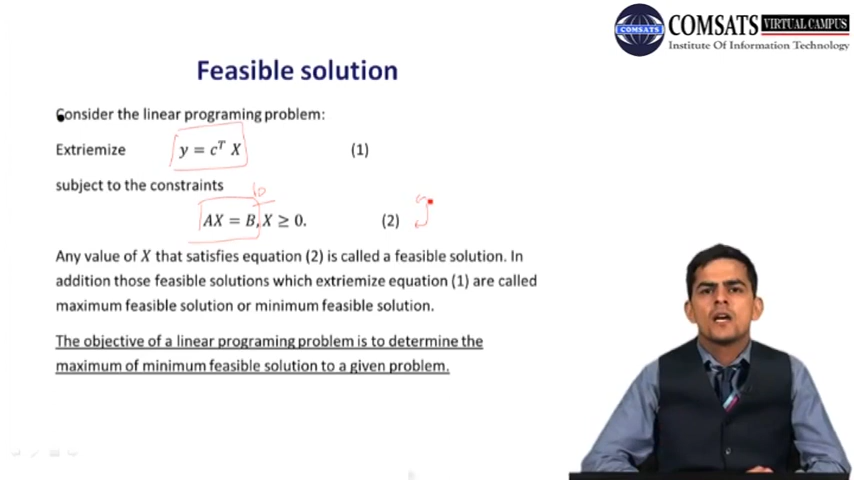 COMSATS VIRTUAL CAMPUS
COMSATS
Institute Of Information Technology
Feasible solution
Consider the linear programing problem:
Extriemize y = cᵀ X (1)
subject to the constraints
AX = B, X ≥ 0. (2)
Any value of X that satisfies equation (2) is called a feasible solution. In
addition those feasible solutions which extriemize equation (1) are called
maximum feasible solution or minimum feasible solution.
The objective of a linear programing problem is to determine the
maximum of minimum feasible solution to a given problem.